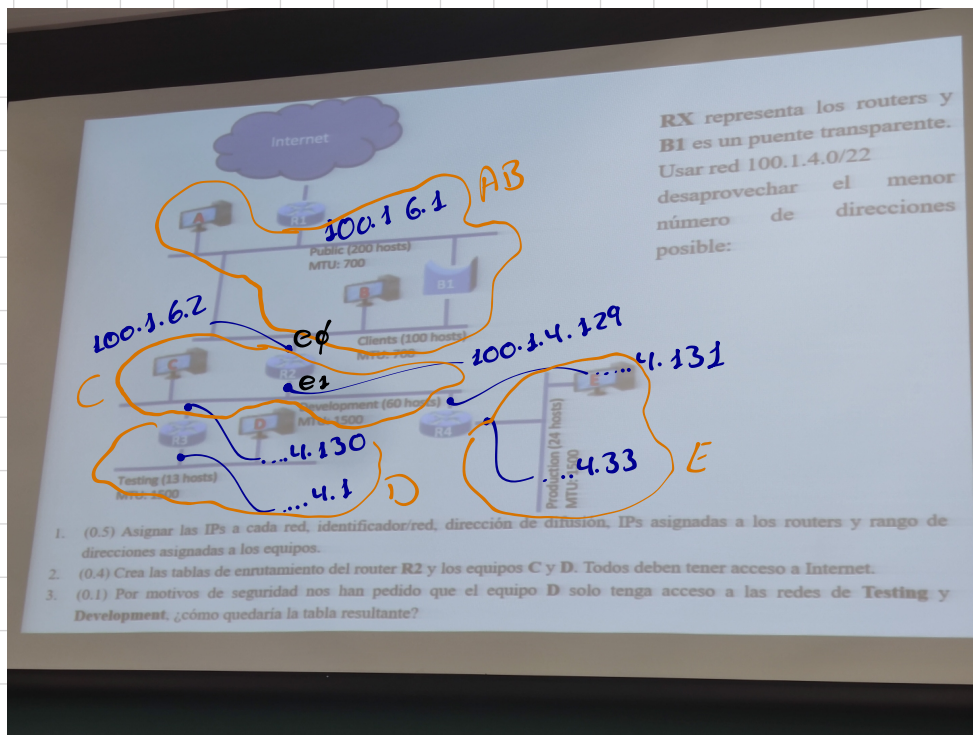 RX representa los routers y
B1 es un puente transparente.
Usar red 100.1.4.0/22
desaprovechar el menor
número de direcciones
posible:
Internet
AB
A
R1
100.1 6.1
Public (200 hosts)
MTU: 700
B
B1
100.1.6.2
eφ
Clients (100 hosts)
MTU: 700
100.1.4.129
C
C
R2
e1
Development (60 hosts)
MTU: 1500
..... 4.131
E
R3
D
R4
....4.130
Production (24 hosts)
MTU: 1500
....4.33
E
Testing (13 hosts)
MTU: 1500
....4.1
D
1. (0.5) Asignar las IPs a cada red, identificador/red, dirección de difusión, IPs asignadas a los routers y rango de
direcciones asignadas a los equipos.
2. (0.4) Crea las tablas de enrutamiento del router R2 y los equipos C y D. Todos deben tener acceso a Internet.
3. (0.1) Por motivos de seguridad nos han pedido que el equipo D solo tenga acceso a las redes de Testing y
Development, ¿cómo quedaría la tabla resultante?